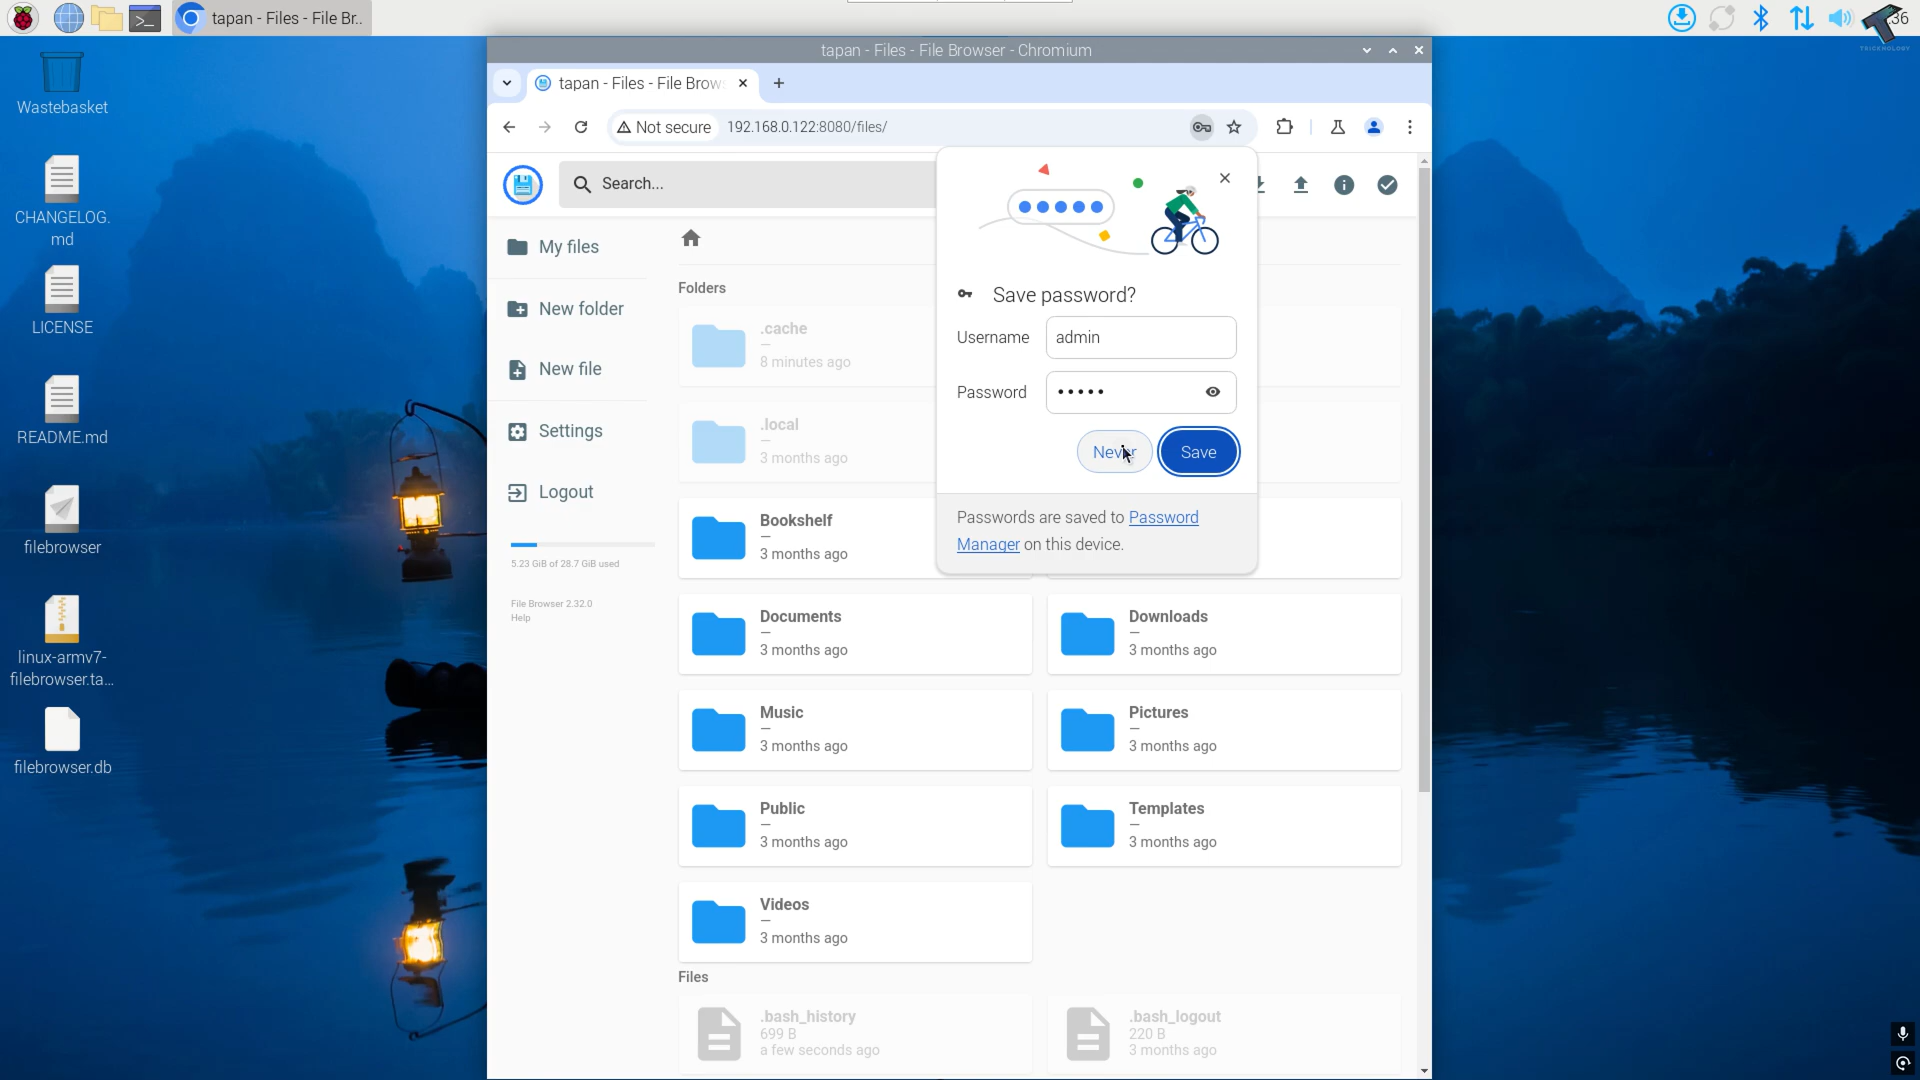 tapan - Files - File Br..
36
TRICKNOLOGY
Wastebasket
CHANGELOG.
md
LICENSE
README.md
filebrowser
linux-armv7-
filebrowser.ta...
filebrowser.db
tapan - Files - File Browser - Chromium
tapan - Files - File Brow
Not secure
192.168.0.122:8080/files/
Search...
My files
New folder
New file
Settings
Logout
5.23 GiB of 28.7 GiB used
File Browser 2.32.0
Help
Save password?
Username
admin
Password
Never
Save
Passwords are saved to Password
Manager on this device.
Folders
.cache
—
8 minutes ago
.local
—
3 months ago
Bookshelf
—
3 months ago
Documents
—
3 months ago
Downloads
—
3 months ago
Music
—
3 months ago
Pictures
—
3 months ago
Public
—
3 months ago
Templates
—
3 months ago
Videos
—
3 months ago
Files
.bash_history
699 B
a few seconds ago
.bash_logout
220 B
3 months ago